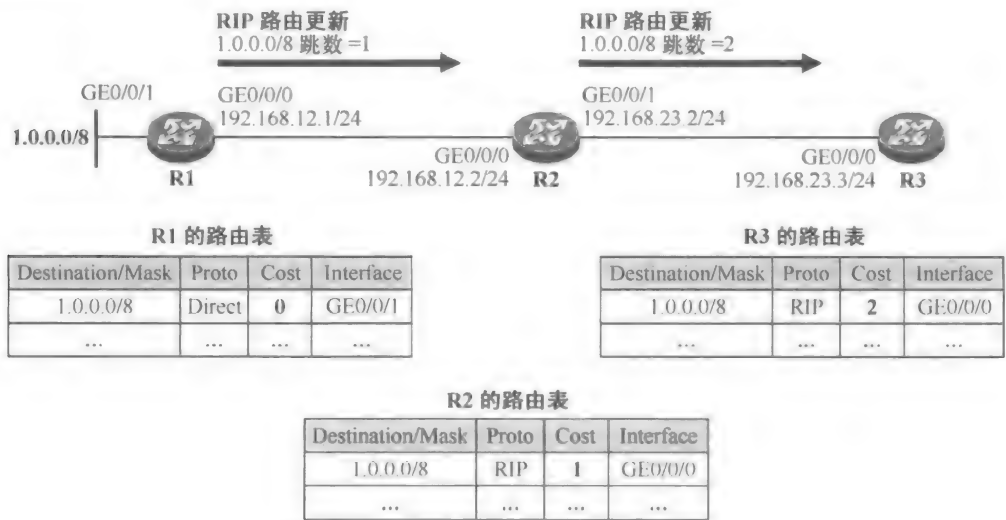 RIP 路由更新
1.0.0.0/8 跳数 =1
RIP 路由更新
1.0.0.0/8 跳数 =2
GE0/0/1
GE0/0/0
192.168.12.1/24
GE0/0/1
192.168.23.2/24
1.0.0.0/8
GE0/0/0
192.168.12.2/24
GE0/0/0
192.168.23.3/24
R1
R2
R3
R1 的路由表
Destination/Mask Proto Cost Interface
1.0.0.0/8 Direct 0 GE0/0/1
... ... ... ...
R3 的路由表
Destination/Mask Proto Cost Interface
1.0.0.0/8 RIP 2 GE0/0/0
... ... ... ...
R2 的路由表
Destination/Mask Proto Cost Interface
1.0.0.0/8 RIP 1 GE0/0/0
... ... ... ...